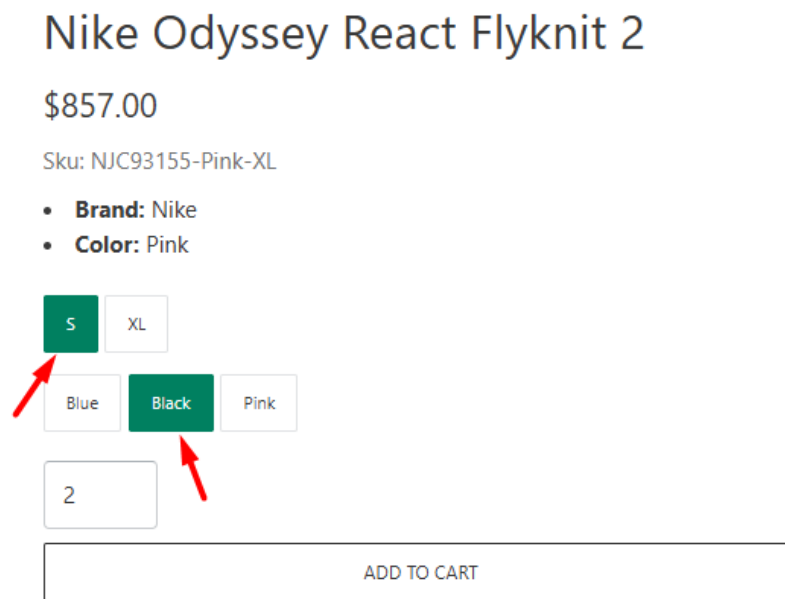 Nike Odyssey React Flyknit 2
$857.00
Sku: NJC93155-Pink-XL
• Brand: Nike
• Color: Pink
S XL
Blue Black Pink
2
ADD TO CART